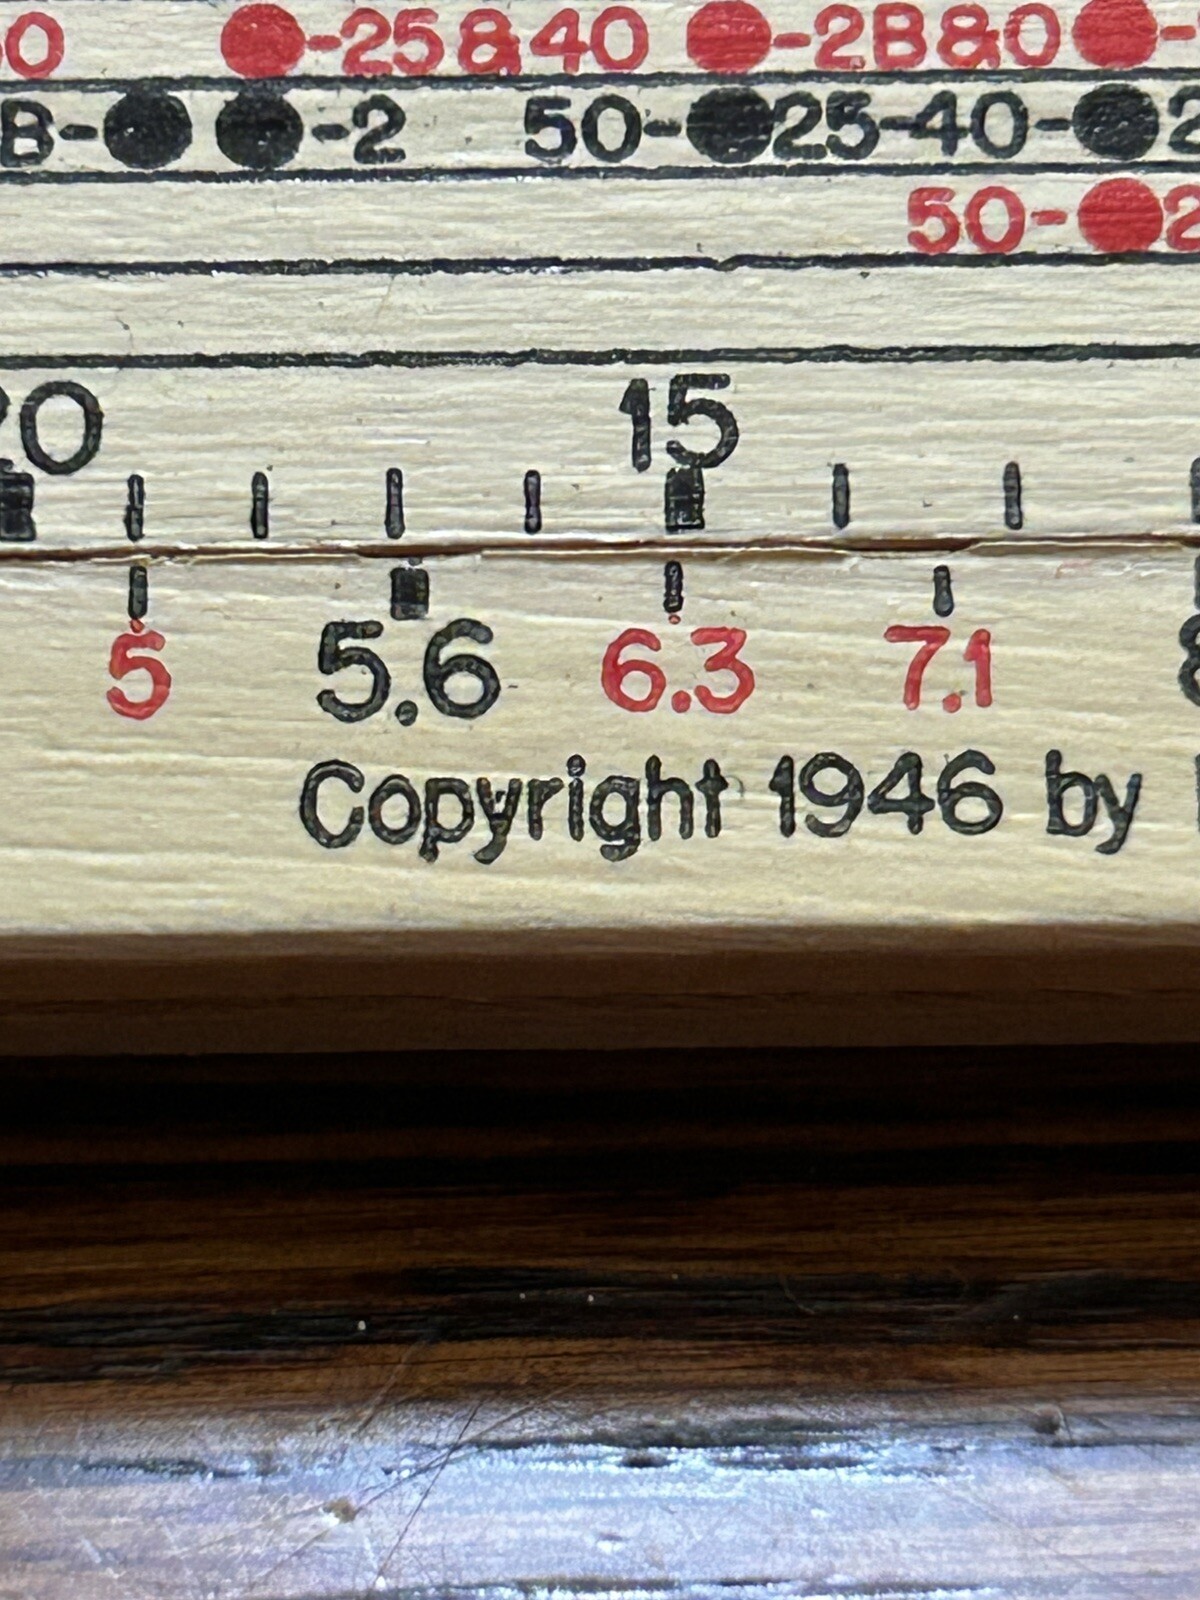 -25&40 -2B&0 -
B- -2 50- 25-40-
50-
20 15
5 5.6 6.3 7.1 8
Copyright 1946 by